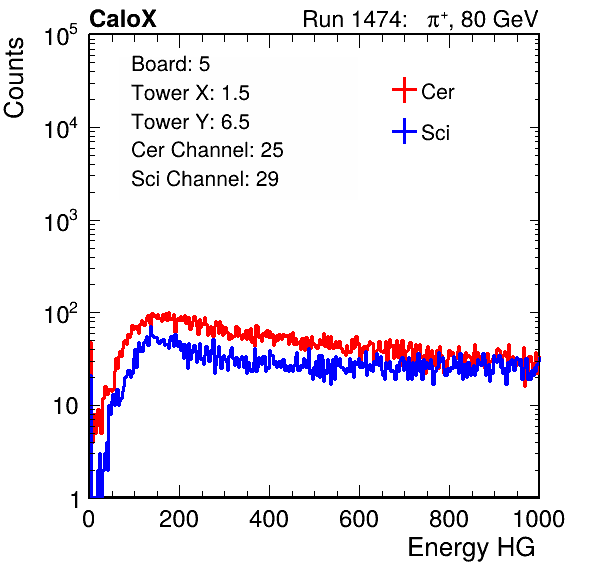 CaloX
Run 1474: π⁺, 80 GeV
Counts
10⁵
10⁴
10³
10²
10
1
Board: 5
Tower X: 1.5
Tower Y: 6.5
Cer Channel: 25
Sci Channel: 29
Cer
Sci
0 200 400 600 800 1000
Energy HG